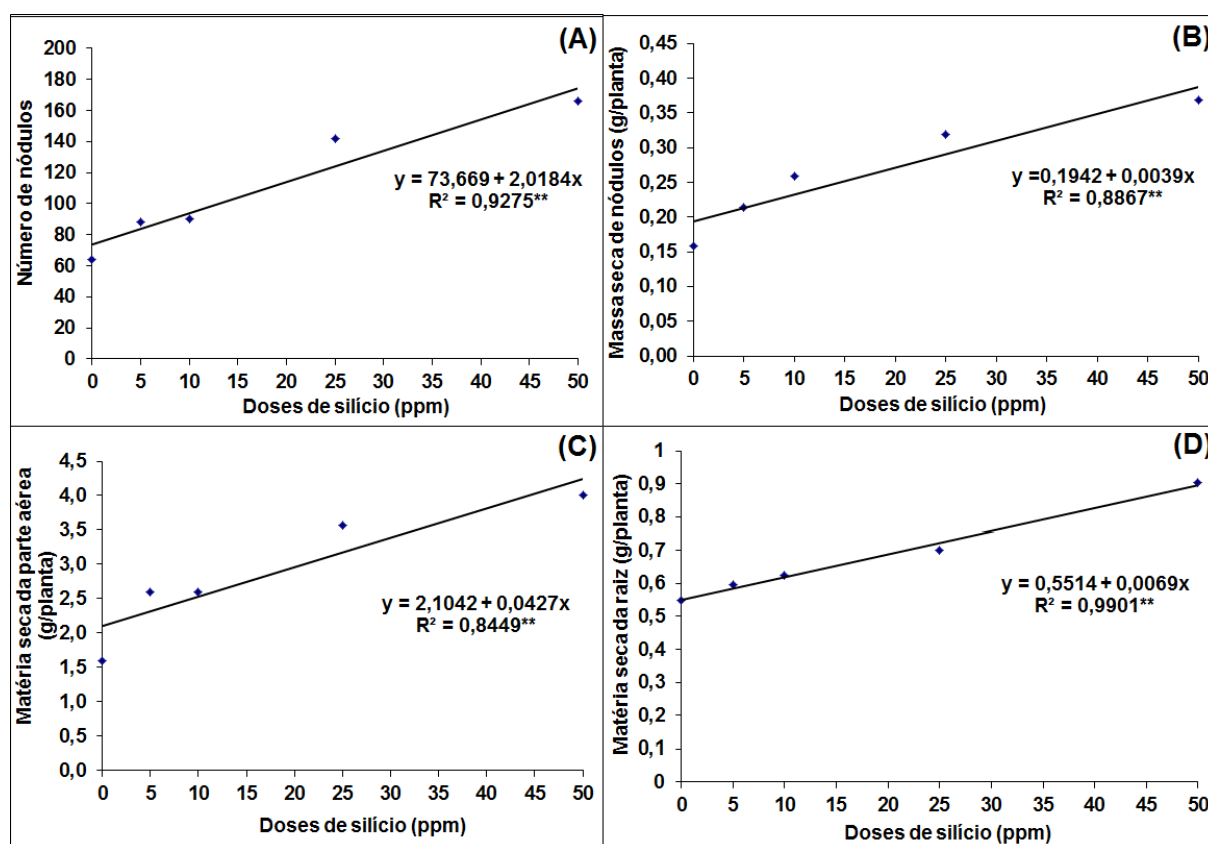 (A)
Número de nódulos
200
180
160
140
120
100
80
60
40
20
0
y = 73,669 + 2,0184x
R² = 0,9275**
0 5 10 15 20 25 30 35 40 45 50
Doses de silício (ppm)
(B)
Massa seca de nódulos (g/planta)
0,45
0,40
0,35
0,30
0,25
0,20
0,15
0,10
0,05
0,00
y =0,1942 + 0,0039x
R² = 0,8867**
0 5 10 15 20 25 30 35 40 45 50
Doses de silício (ppm)
(C)
Matéria seca da parte aérea
(g/planta)
4,5
4,0
3,5
3,0
2,5
2,0
1,5
1,0
0,5
0,0
y = 2,1042 + 0,0427x
R² = 0,8449**
0 5 10 15 20 25 30 35 40 45 50
Doses de silício (ppm)
(D)
Matéria seca da raiz (g/planta)
1
0,9
0,8
0,7
0,6
0,5
0,4
0,3
0,2
0,1
0
y = 0,5514 + 0,0069x
R² = 0,9901**
0 5 10 15 20 25 30 35 40 45 50
Doses de silício (ppm)